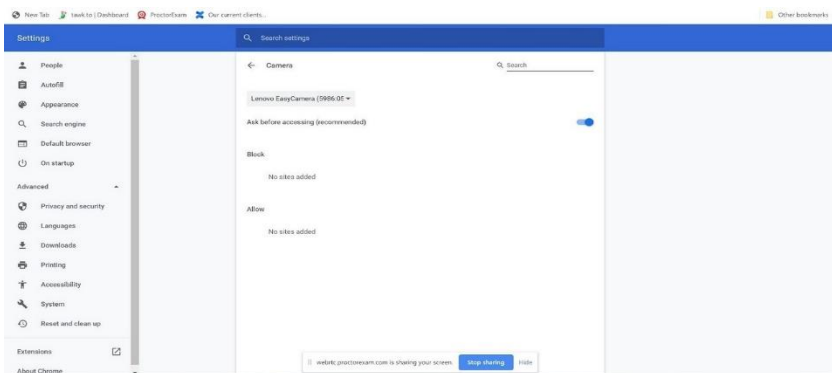 New Tab tawk.to | Dashboard ProctorExam Our current clients... Other bookmarks
Settings
Search settings
People
Autofill
Appearance
Search engine
Default browser
On startup
Advanced
Privacy and security
Languages
Downloads
Printing
Accessibility
System
Reset and clean up
Extensions
About Chrome
Camera
Search
Lenovo EasyCamera (5986:05
Ask before accessing (recommended)
Block
No sites added
Allow
No sites added
webrtc.proctorexam.com is sharing your screen. Stop sharing Hide